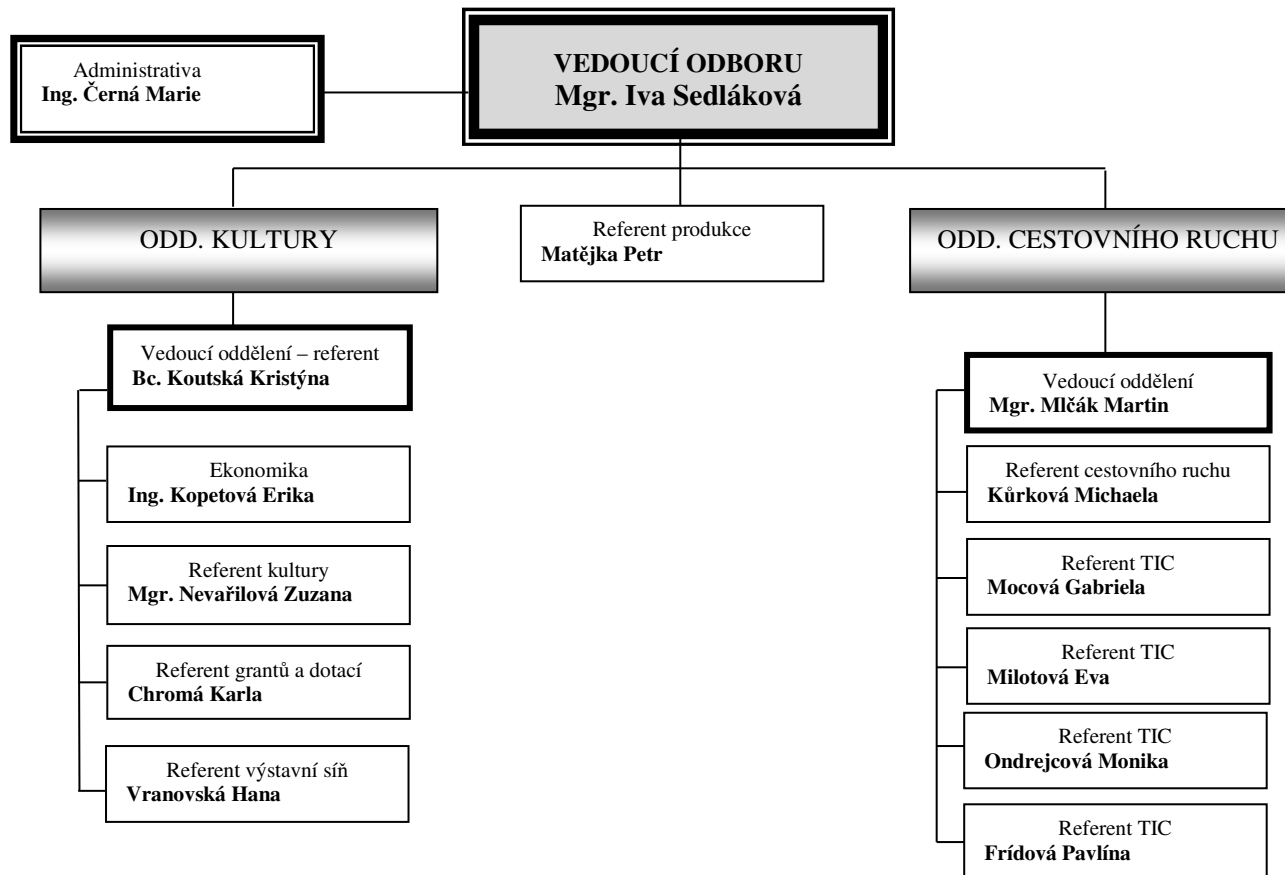 Administrativa
Ing. Černá Marie
VEDOUCÍ ODBORU
Mgr. Iva Sedláková
ODD. KULTURY
Referent produkce
Matějka Petr
ODD. CESTOVNÍHO RUCHU
Vedoucí oddělení – referent
Bc. Koutská Kristýna
Ekonomika
Ing. Kopetová Erika
Referent kultury
Mgr. Nevařilová Zuzana
Referent grantů a dotací
Chromá Karla
Referent výstavní síň
Vranovská Hana
Vedoucí oddělení
Mgr. Mlčák Martin
Referent cestovního ruchu
Kůrková Michaela
Referent TIC
Mocová Gabriela
Referent TIC
Milotová Eva
Referent TIC
Ondrejcová Monika
Referent TIC
Frídová Pavlína